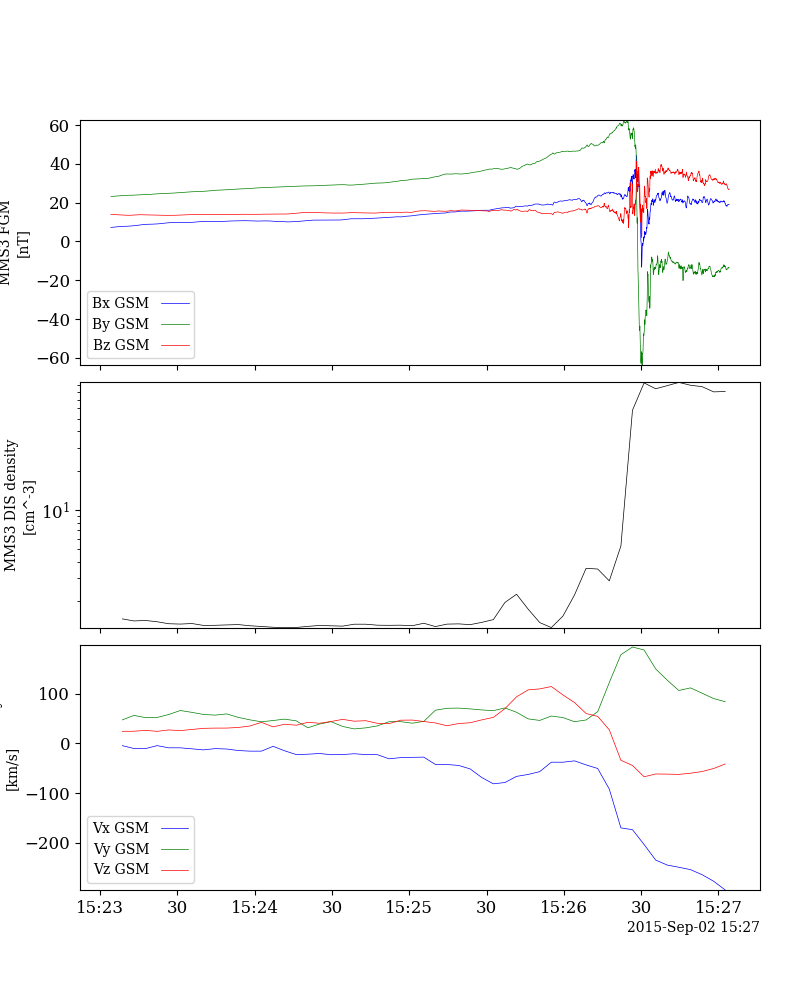 60
40
20
0
−20
−40
−60
MMS3 FGM
[nT]
Bx GSM
By GSM
Bz GSM
10^1
MMS3 DIS density
[cm^-3]
100
0
−100
−200
[km/s]
Vx GSM
Vy GSM
Vz GSM
15:23 30 15:24 30 15:25 30 15:26 30 15:27
2015-Sep-02 15:27